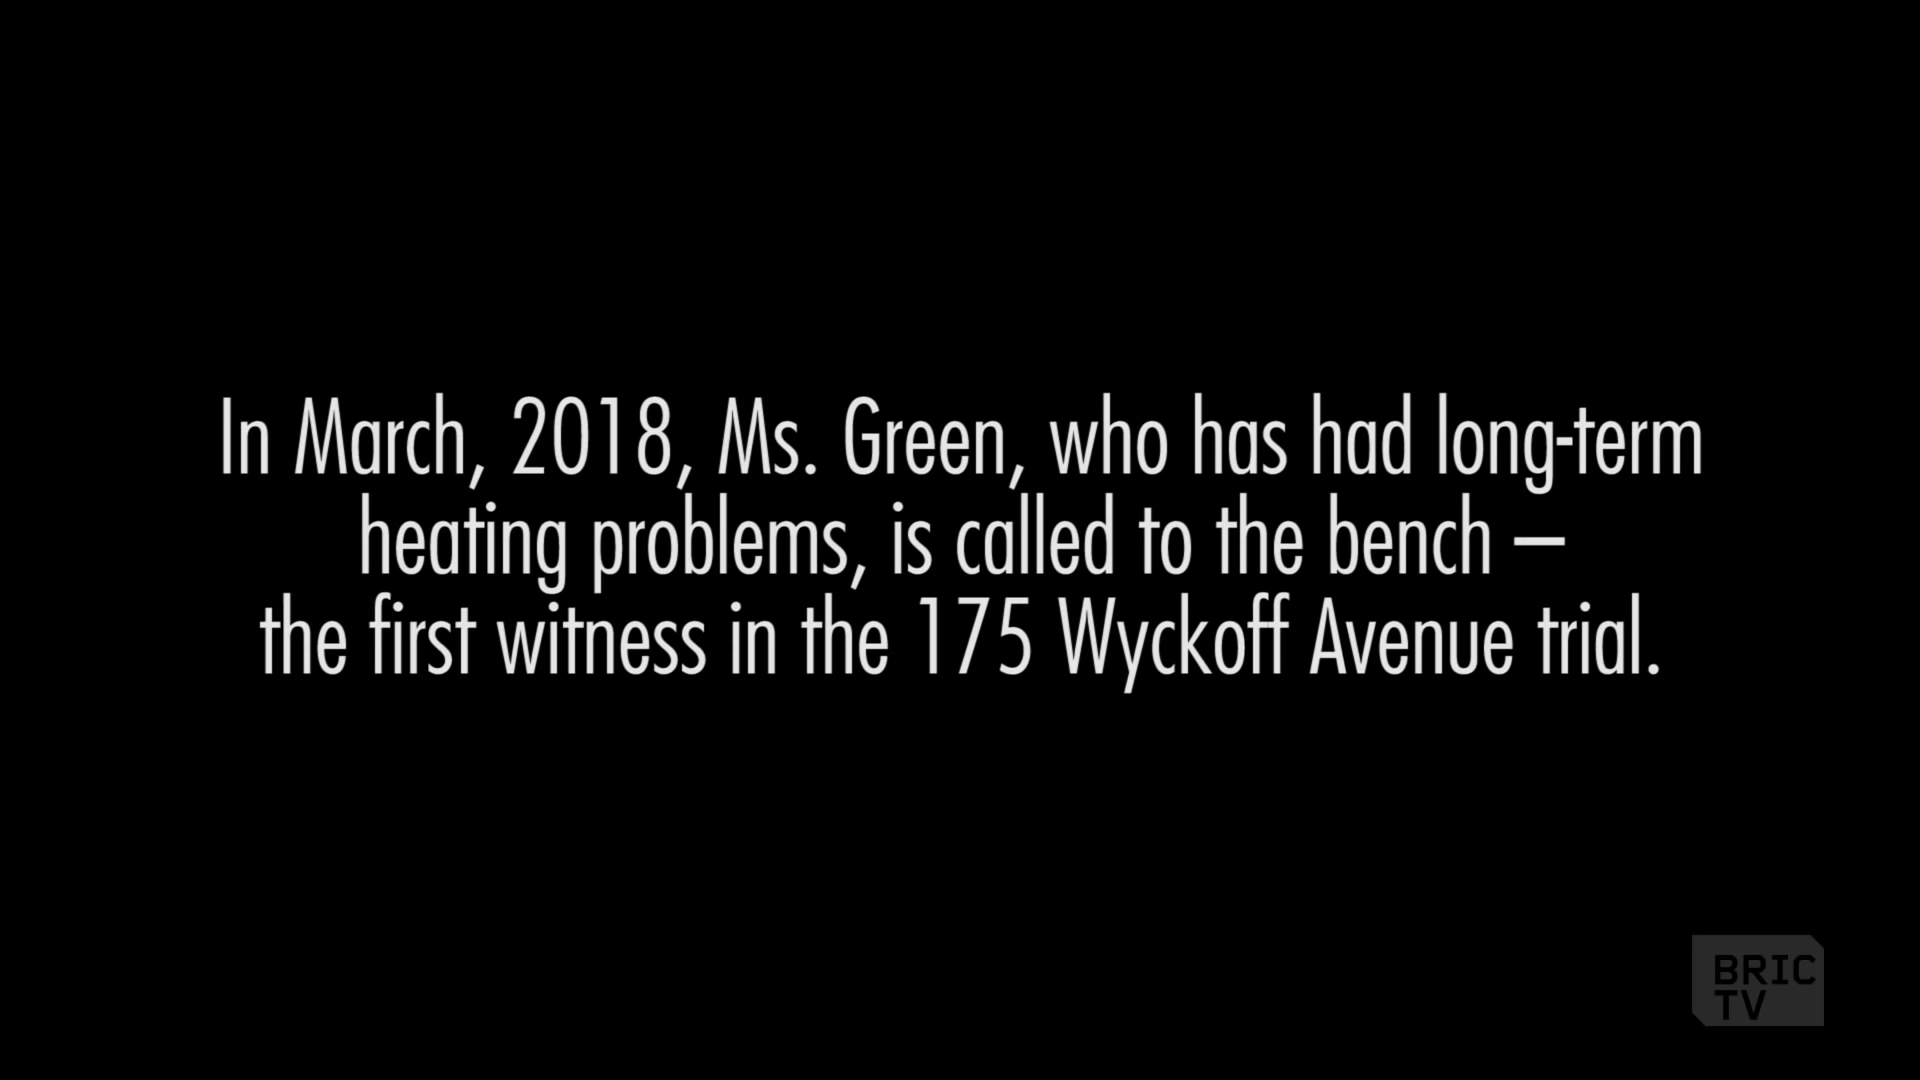 In March, 2018, Ms. Green, who has had long-term
heating problems, is called to the bench –
the first witness in the 175 Wyckoff Avenue trial.
BRIC
TV